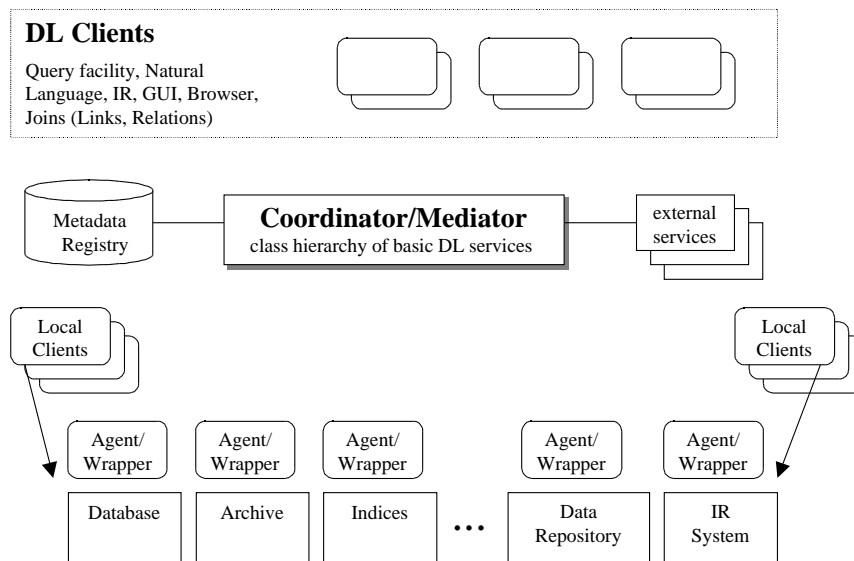 DL Clients
Query facility, Natural
Language, IR, GUI, Browser,
Joins (Links, Relations)
Metadata
Registry
Coordinator/Mediator
class hierarchy of basic DL services
external
services
Local
Clients
Local
Clients
Agent/
Wrapper
Agent/
Wrapper
Agent/
Wrapper
Agent/
Wrapper
Agent/
Wrapper
Database
Archive
Indices
...
Data
Repository
IR
System